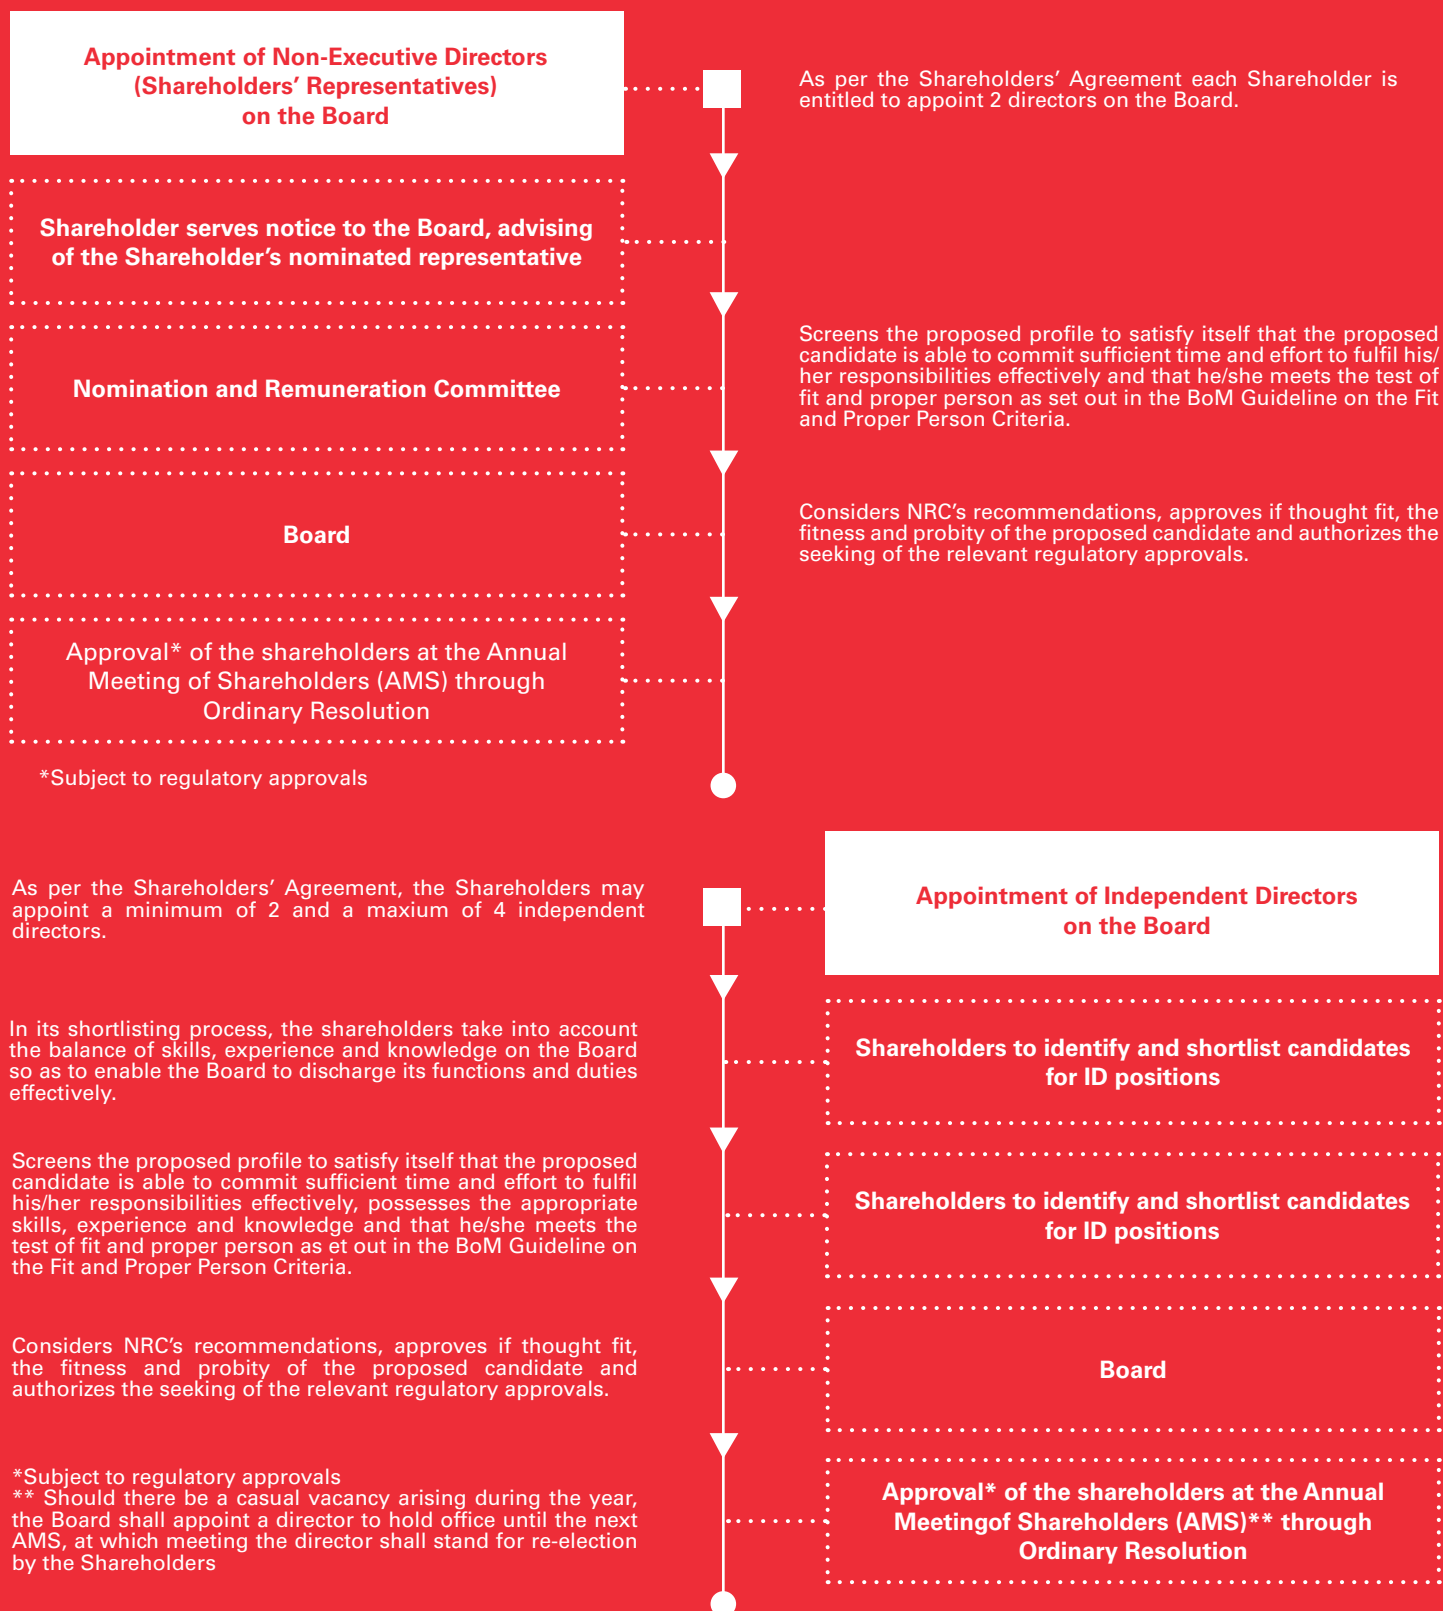 Appointment of Non-Executive Directors
(Shareholders’ Representatives)
on the Board
As per the Shareholders’ Agreement each Shareholder is
entitled to appoint 2 directors on the Board.
Shareholder serves notice to the Board, advising
of the Shareholder’s nominated representative
Nomination and Remuneration Committee
Screens the proposed profile to satisfy itself that the proposed
candidate is able to commit sufficient time and effort to fulfil his/
her responsibilities effectively and that he/she meets the test of
fit and proper person as set out in the BoM Guideline on the Fit
and Proper Person Criteria.
Board
Considers NRC’s recommendations, approves if thought fit, the
fitness and probity of the proposed candidate and authorizes the
seeking of the relevant regulatory approvals.
Approval* of the shareholders at the Annual
Meeting of Shareholders (AMS) through
Ordinary Resolution
*Subject to regulatory approvals
Appointment of Independent Directors
on the Board
As per the Shareholders’ Agreement, the Shareholders may
appoint a minimum of 2 and a maxium of 4 independent
directors.
Shareholders to identify and shortlist candidates
for ID positions
In its shortlisting process, the shareholders take into account
the balance of skills, experience and knowledge on the Board
so as to enable the Board to discharge its functions and duties
effectively.
Shareholders to identify and shortlist candidates
for ID positions
Screens the proposed profile to satisfy itself that the proposed
candidate is able to commit sufficient time and effort to fulfil
his/her responsibilities effectively, possesses the appropriate
skills, experience and knowledge and that he/she meets the
test of fit and proper person as et out in the BoM Guideline on
the Fit and Proper Person Criteria.
Board
Considers NRC’s recommendations, approves if thought fit,
the fitness and probity of the proposed candidate and
authorizes the seeking of the relevant regulatory approvals.
Approval* of the shareholders at the Annual
Meetingof Shareholders (AMS)** through
Ordinary Resolution
*Subject to regulatory approvals
** Should there be a casual vacancy arising during the year,
the Board shall appoint a director to hold office until the next
AMS, at which meeting the director shall stand for re-election
by the Shareholders